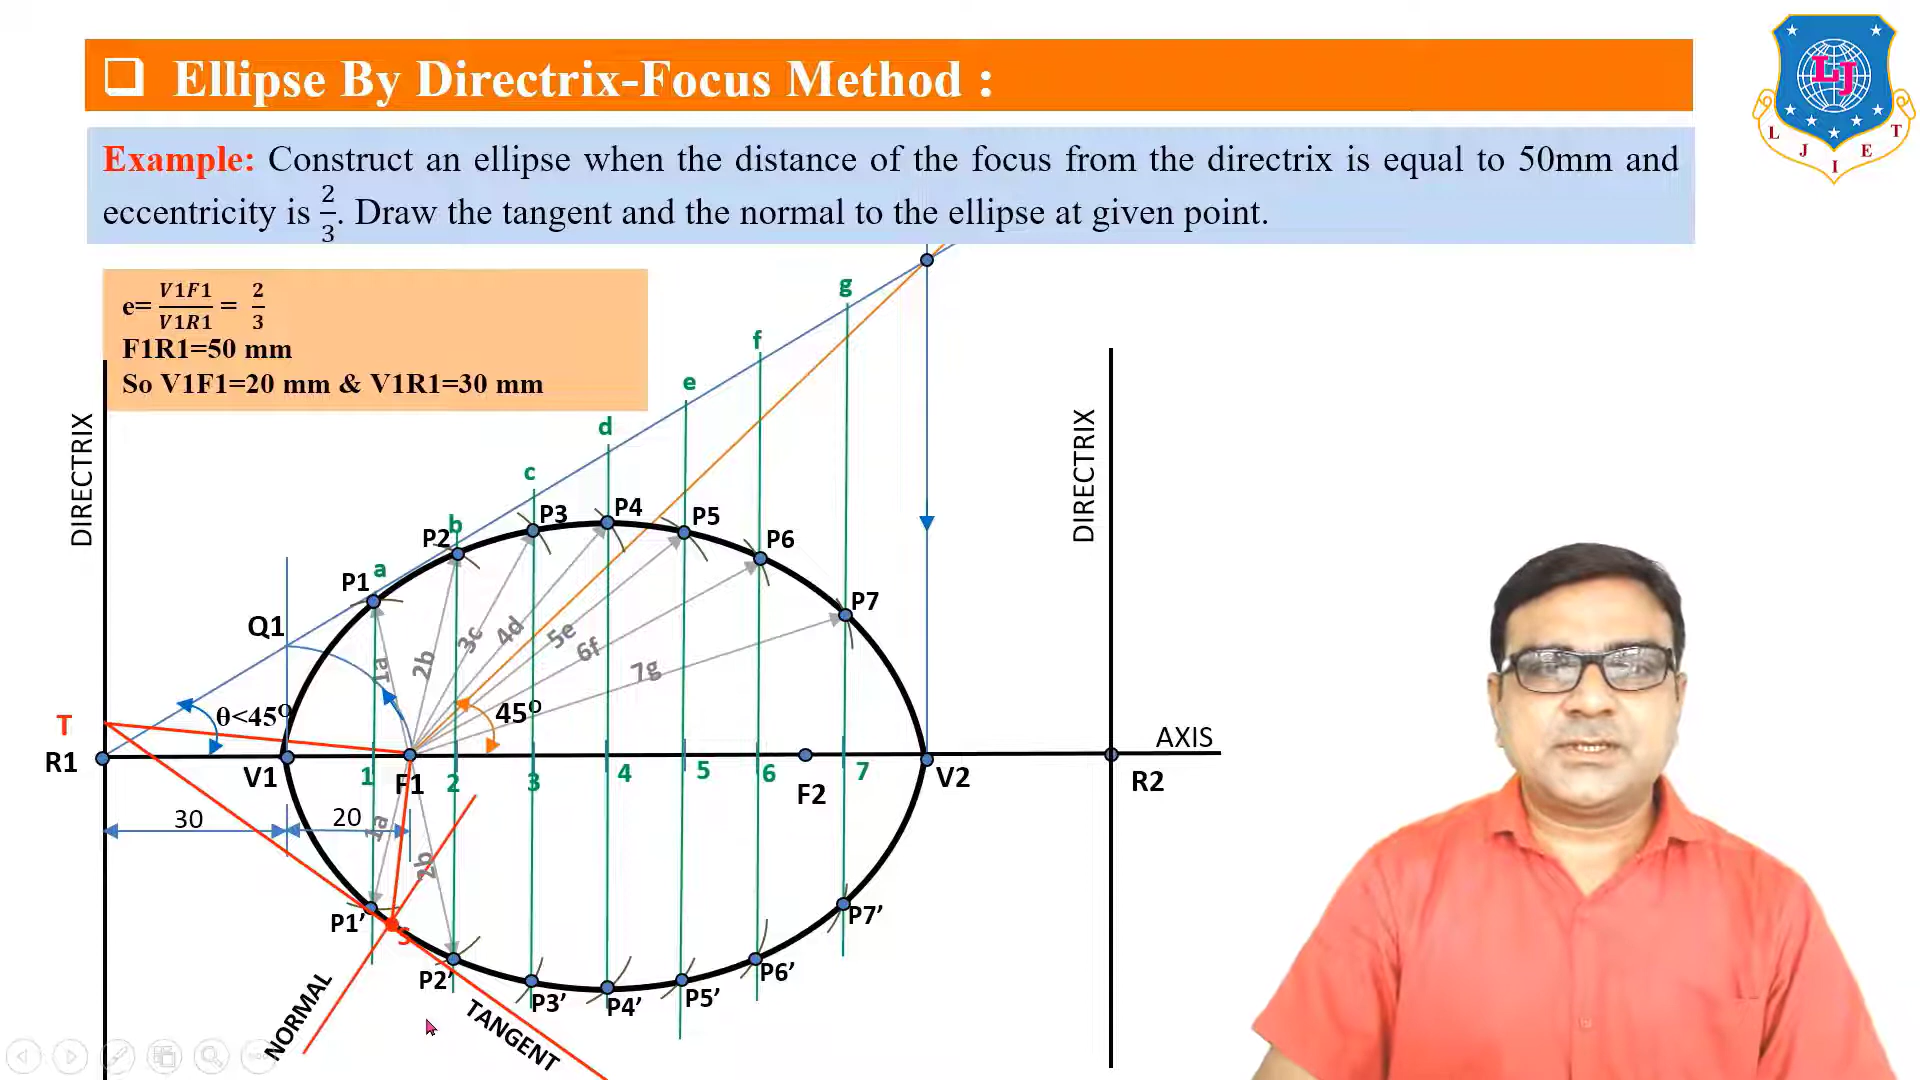 ❑ Ellipse By Directrix-Focus Method :
Example: Construct an ellipse when the distance of the focus from the directrix is equal to 50mm and
eccentricity is 2/3. Draw the tangent and the normal to the ellipse at given point.
L J
L J I E T
e= V1F1/V1R1 = 2/3
F1R1=50 mm
So V1F1=20 mm & V1R1=30 mm
g
f
e
d
c
b
a
DIRECTRIX
DIRECTRIX
P1
P2
P3
P4
P5
P6
P7
Q1
1a
2b
3c
4d
5e
6f
7g
θ<45O
45O
T
R1
V1
F1
F2
V2
R2
AXIS
1
2
3
4
5
6
7
30
20
1a
2b
P1’
S
P2’
P3’
P4’
P5’
P6’
P7’
NORMAL
TANGENT